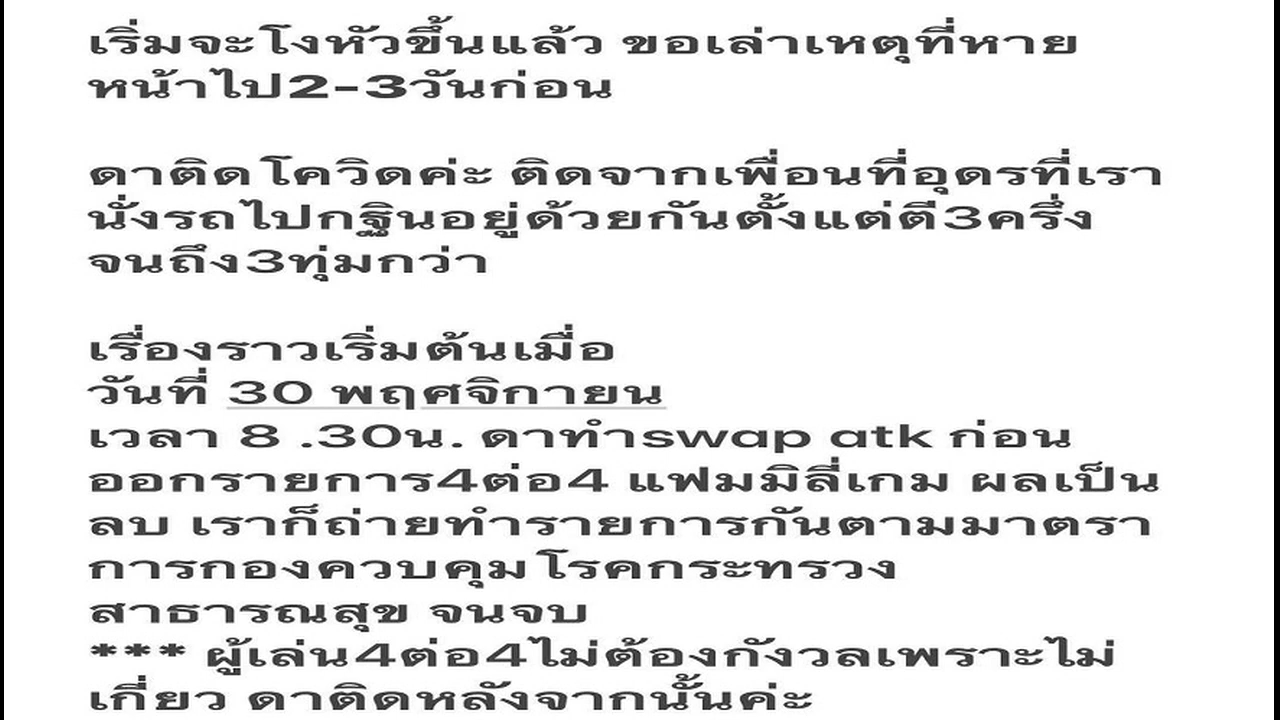 เริ่มจะโงหัวขึ้นแล้ว ขอเล่าเหตุที่หาย
หน้าไป2-3วันก่อน
ดาติดโควิดค่ะ ติดจากเพื่อนที่อุดรที่เรา
นั่งรถไปกฐินอยู่ด้วยกันตั้งแต่ตี3ครึ่ง
จนถึง3ทุ่มกว่า
เรื่องราวเริ่มต้นเมื่อ
วันที่ 30 พฤศจิกายน
เวลา 8 .30น. ดาทำswap atk ก่อน
ออกรายการ4ต่อ4 แฟมมิลี่เกม ผลเป็น
ลบ เราก็ถ่ายทำรายการกันตามมาตรา
การกองควบคุมโรคกระทรวง
สาธารณสุข จนจบ
*** ผู้เล่น4ต่อ4ไม่ต้องกังวลเพราะไม่
เกี่ยว ดาติดหลังจากนั้นค่ะ